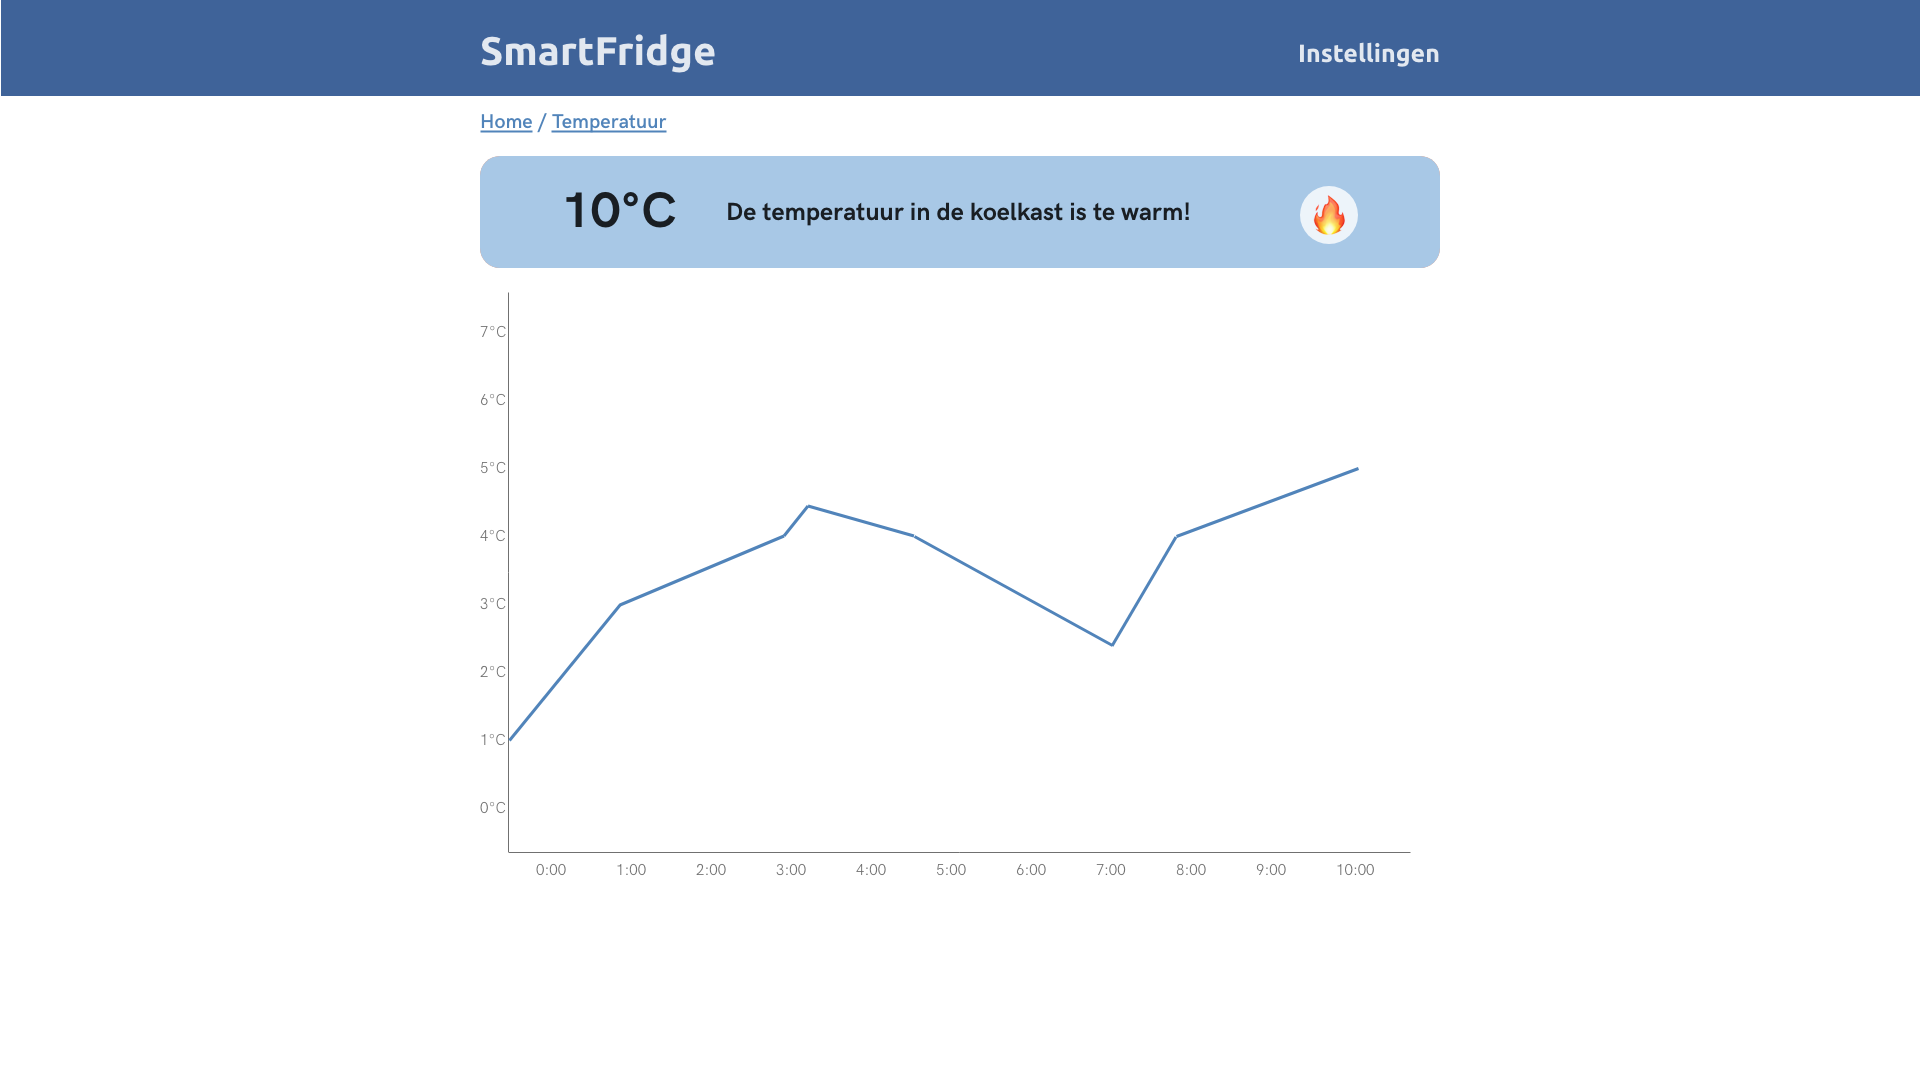 SmartFridge
Instellingen
Home / Temperatuur
10°C
De temperatuur in de koelkast is te warm!
7°C
6°C
5°C
4°C
3°C
2°C
1°C
0°C
0:00 1:00 2:00 3:00 4:00 5:00 6:00 7:00 8:00 9:00 10:00